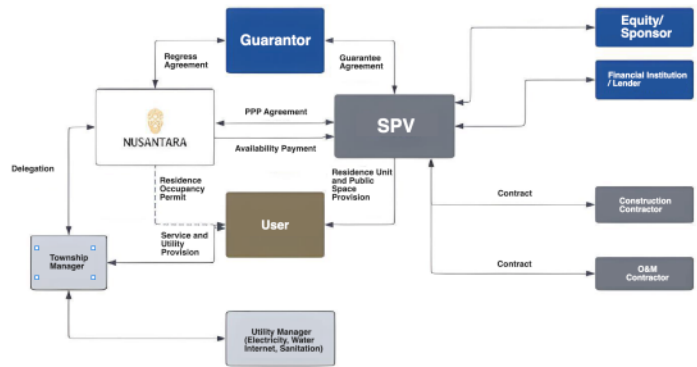 Equity/
Sponsor
Guarantor
Regress
Agreement
Guarantee
Agreement
Financial Institution
/ Lender
NUSANTARA
PPP Agreement
SPV
Availability Payment
Delegation
Residence
Occupancy
Permit
Residence Unit
and Public
Space
Provision
Contract
Construction
Contractor
User
Service and
Utility
Provision
Township
Manager
Contract
O&M
Contractor
Utility Manager
(Electricity, Water
Internet, Sanitation)